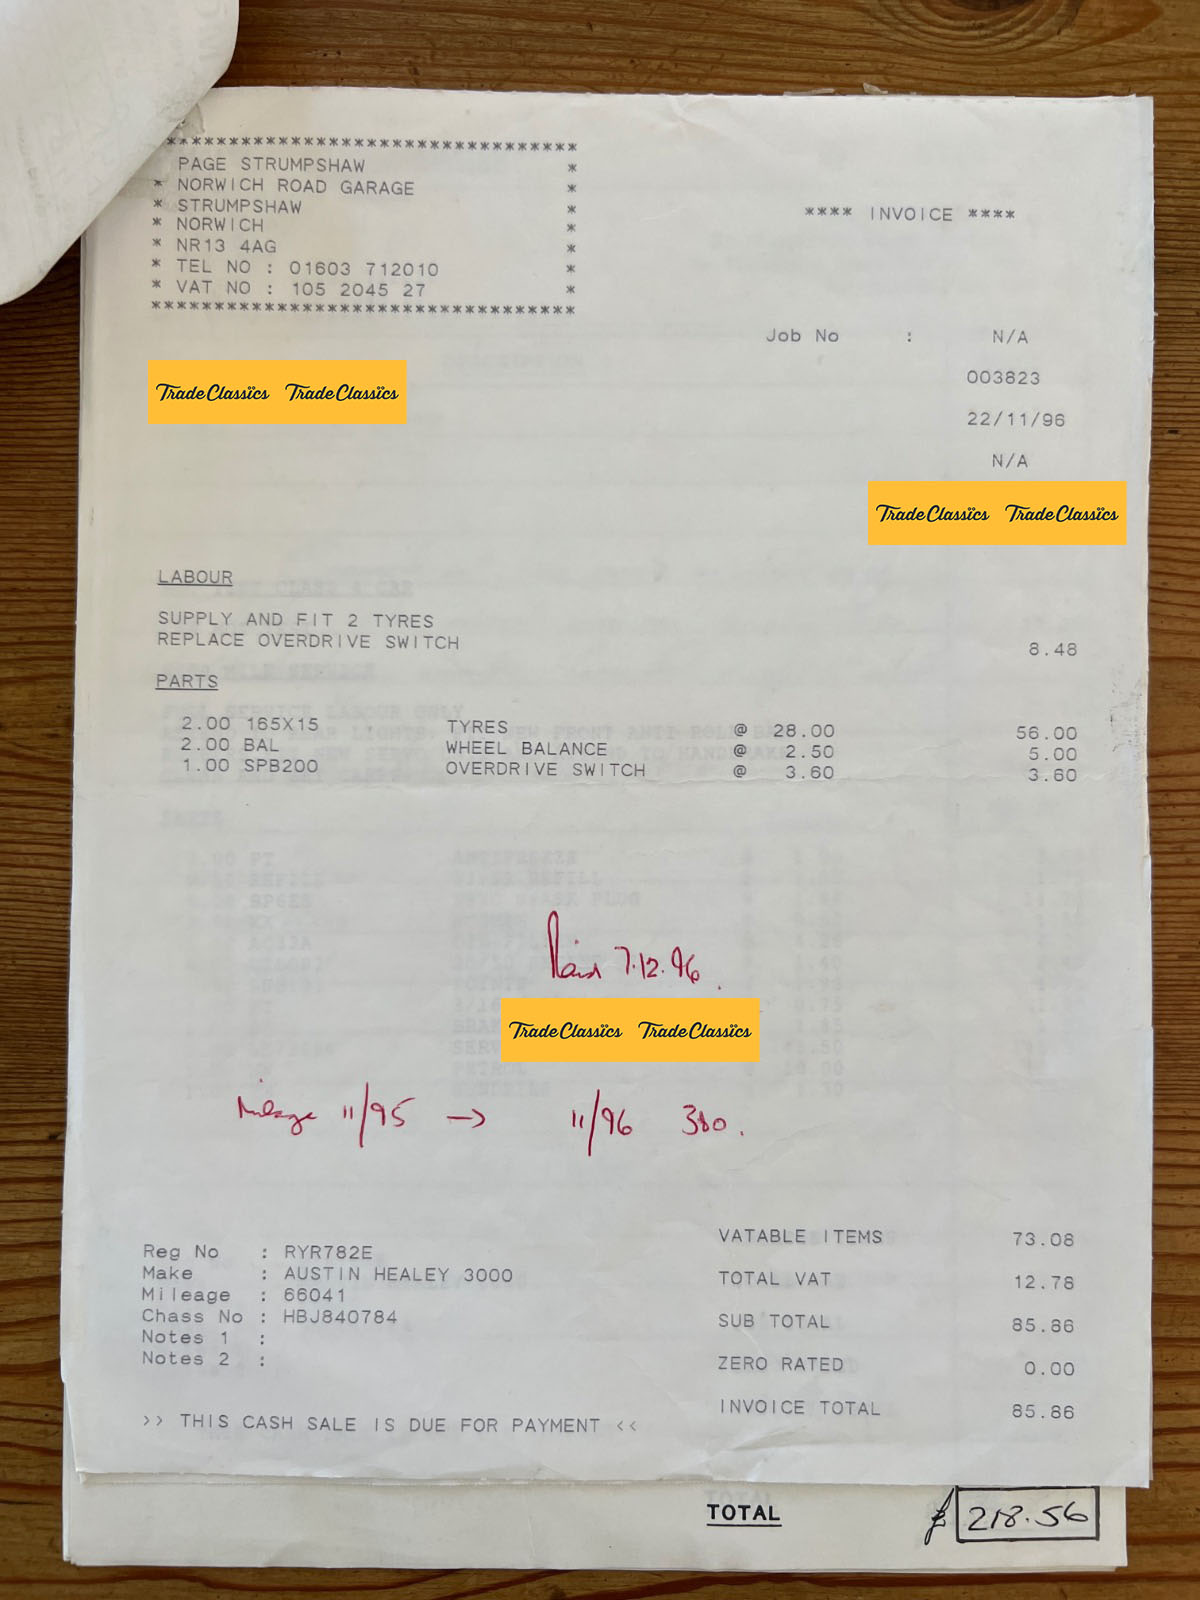 *********************************
PAGE STRUMPSHAW *
* NORWICH ROAD GARAGE *
* STRUMPSHAW *
* NORWICH *
* NR13 4AG *
* TEL NO : 01603 712010 *
* VAT NO : 105 2045 27 *
*********************************
**** INVOICE ****
Job No : N/A
003823
22/11/96
N/A
TradeClassics TradeClassics
TradeClassics TradeClassics
LABOUR
SUPPLY AND FIT 2 TYRES
REPLACE OVERDRIVE SWITCH 8.48
PARTS
2.00 165X15 TYRES @ 28.00 56.00
2.00 BAL WHEEL BALANCE @ 2.50 5.00
1.00 SPB200 OVERDRIVE SWITCH @ 3.60 3.60
Paid 7.12.96.
TradeClassics TradeClassics
Mileage 11/95 → 11/96 380.
Reg No : RYR782E
Make : AUSTIN HEALEY 3000
Mileage : 66041
Chass No : HBJ840784
Notes 1 :
Notes 2 :
VATABLE ITEMS 73.08
TOTAL VAT 12.78
SUB TOTAL 85.86
ZERO RATED 0.00
INVOICE TOTAL 85.86
>> THIS CASH SALE IS DUE FOR PAYMENT <<
TOTAL £ 218.56